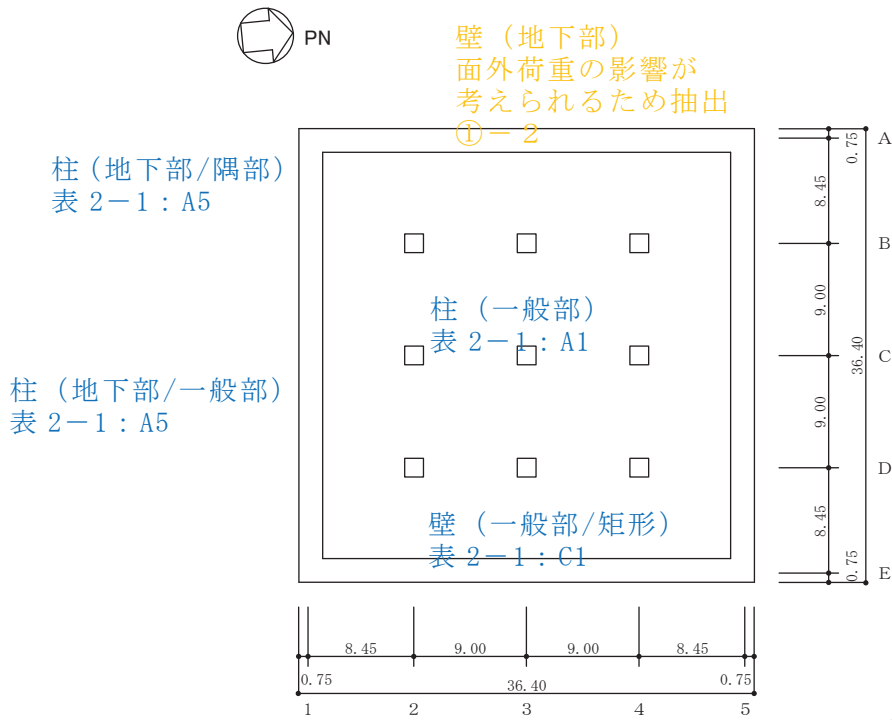 PN
壁（地下部）
面外荷重の影響が
考えられるため抽出
①－2
柱（地下部/隅部）
表 2－1：A5
柱（一般部）
表 2－1：A1
柱（地下部/一般部）
表 2－1：A5
壁（一般部/矩形）
表 2－1：C1
0.75
A
8.45
B
9.00
36.40
C
9.00
D
8.45
0.75
E
8.45 9.00 9.00 8.45
0.75 36.40 0.75
1 2 3 4 5